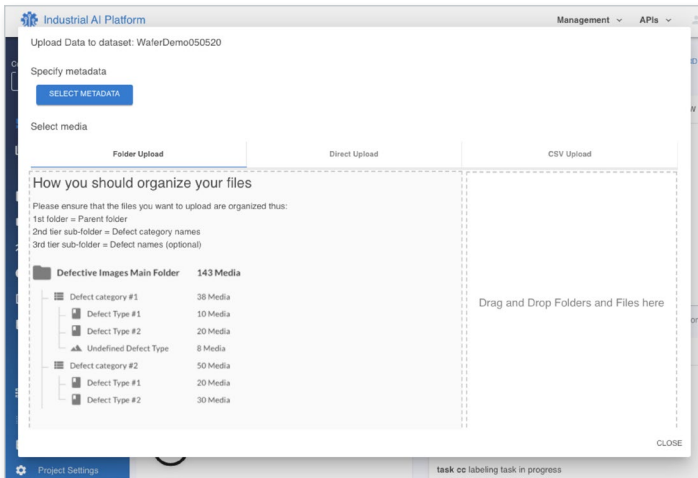 Industrial AI Platform
Management
APIs
Upload Data to dataset: WaferDemo050520
Specify metadata
SELECT METADATA
Select media
Folder Upload
Direct Upload
CSV Upload
How you should organize your files
Please ensure that the files you want to upload are organized thus:
1st folder = Parent folder
2nd tier sub-folder = Defect category names
3rd tier sub-folder = Defect names (optional)
Defective Images Main Folder 143 Media
Defect category #1 38 Media
Defect Type #1 10 Media
Defect Type #2 20 Media
Undefined Defect Type 8 Media
Defect category #2 50 Media
Defect Type #1 20 Media
Defect Type #2 30 Media
Drag and Drop Folders and Files here
CLOSE
Project Settings
task cc labeling task in progress